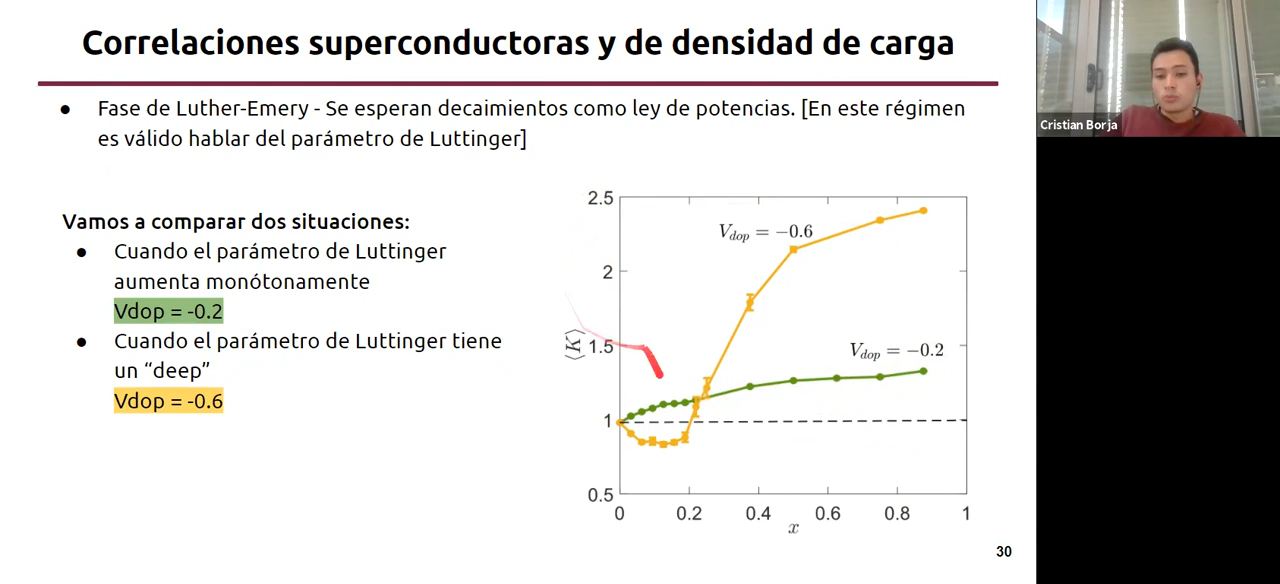 Correlaciones superconductoras y de densidad de carga
● Fase de Luther-Emery - Se esperan decaimientos como ley de potencias. [En este régimen
es válido hablar del parámetro de Luttinger]
Vamos a comparar dos situaciones:
● Cuando el parámetro de Luttinger
aumenta monótonamente
Vdop = -0.2
● Cuando el parámetro de Luttinger tiene
un “deep”
Vdop = -0.6
2.5
2
1.5
1
0.5
⟨K⟩
V_dop = −0.6
V_dop = −0.2
0 0.2 0.4 0.6 0.8 1
x
30
Cristian Borja